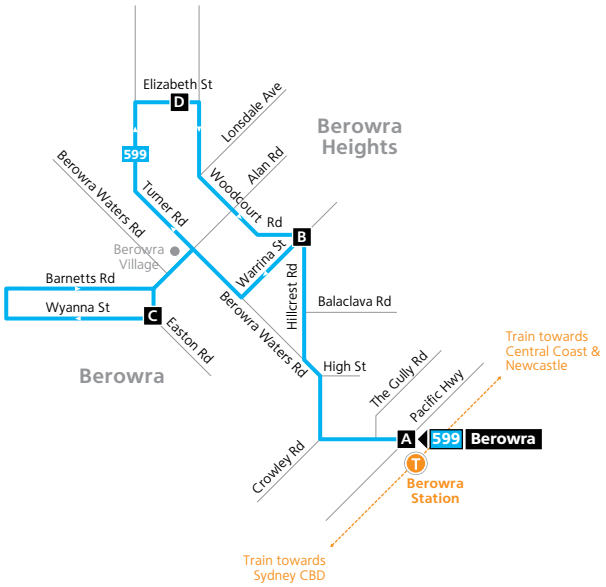 Elizabeth St
D
Lonsdale Ave
Berowra
Heights
599
Alan Rd
Berowra Waters Rd
Turner Rd
Woodcourt
Rd
B
Berowra
Village
Warrina St
Barnetts Rd
Hillcrest Rd
Wyanna St
Balaclava Rd
C
Easton Rd
Berowra Waters Rd
Berowra
High St
The Gully Rd
Pacific Hwy
Train towards
Central Coast &
Newcastle
A
599 Berowra
Crowley Rd
T
Berowra
Station
Train towards
Sydney CBD